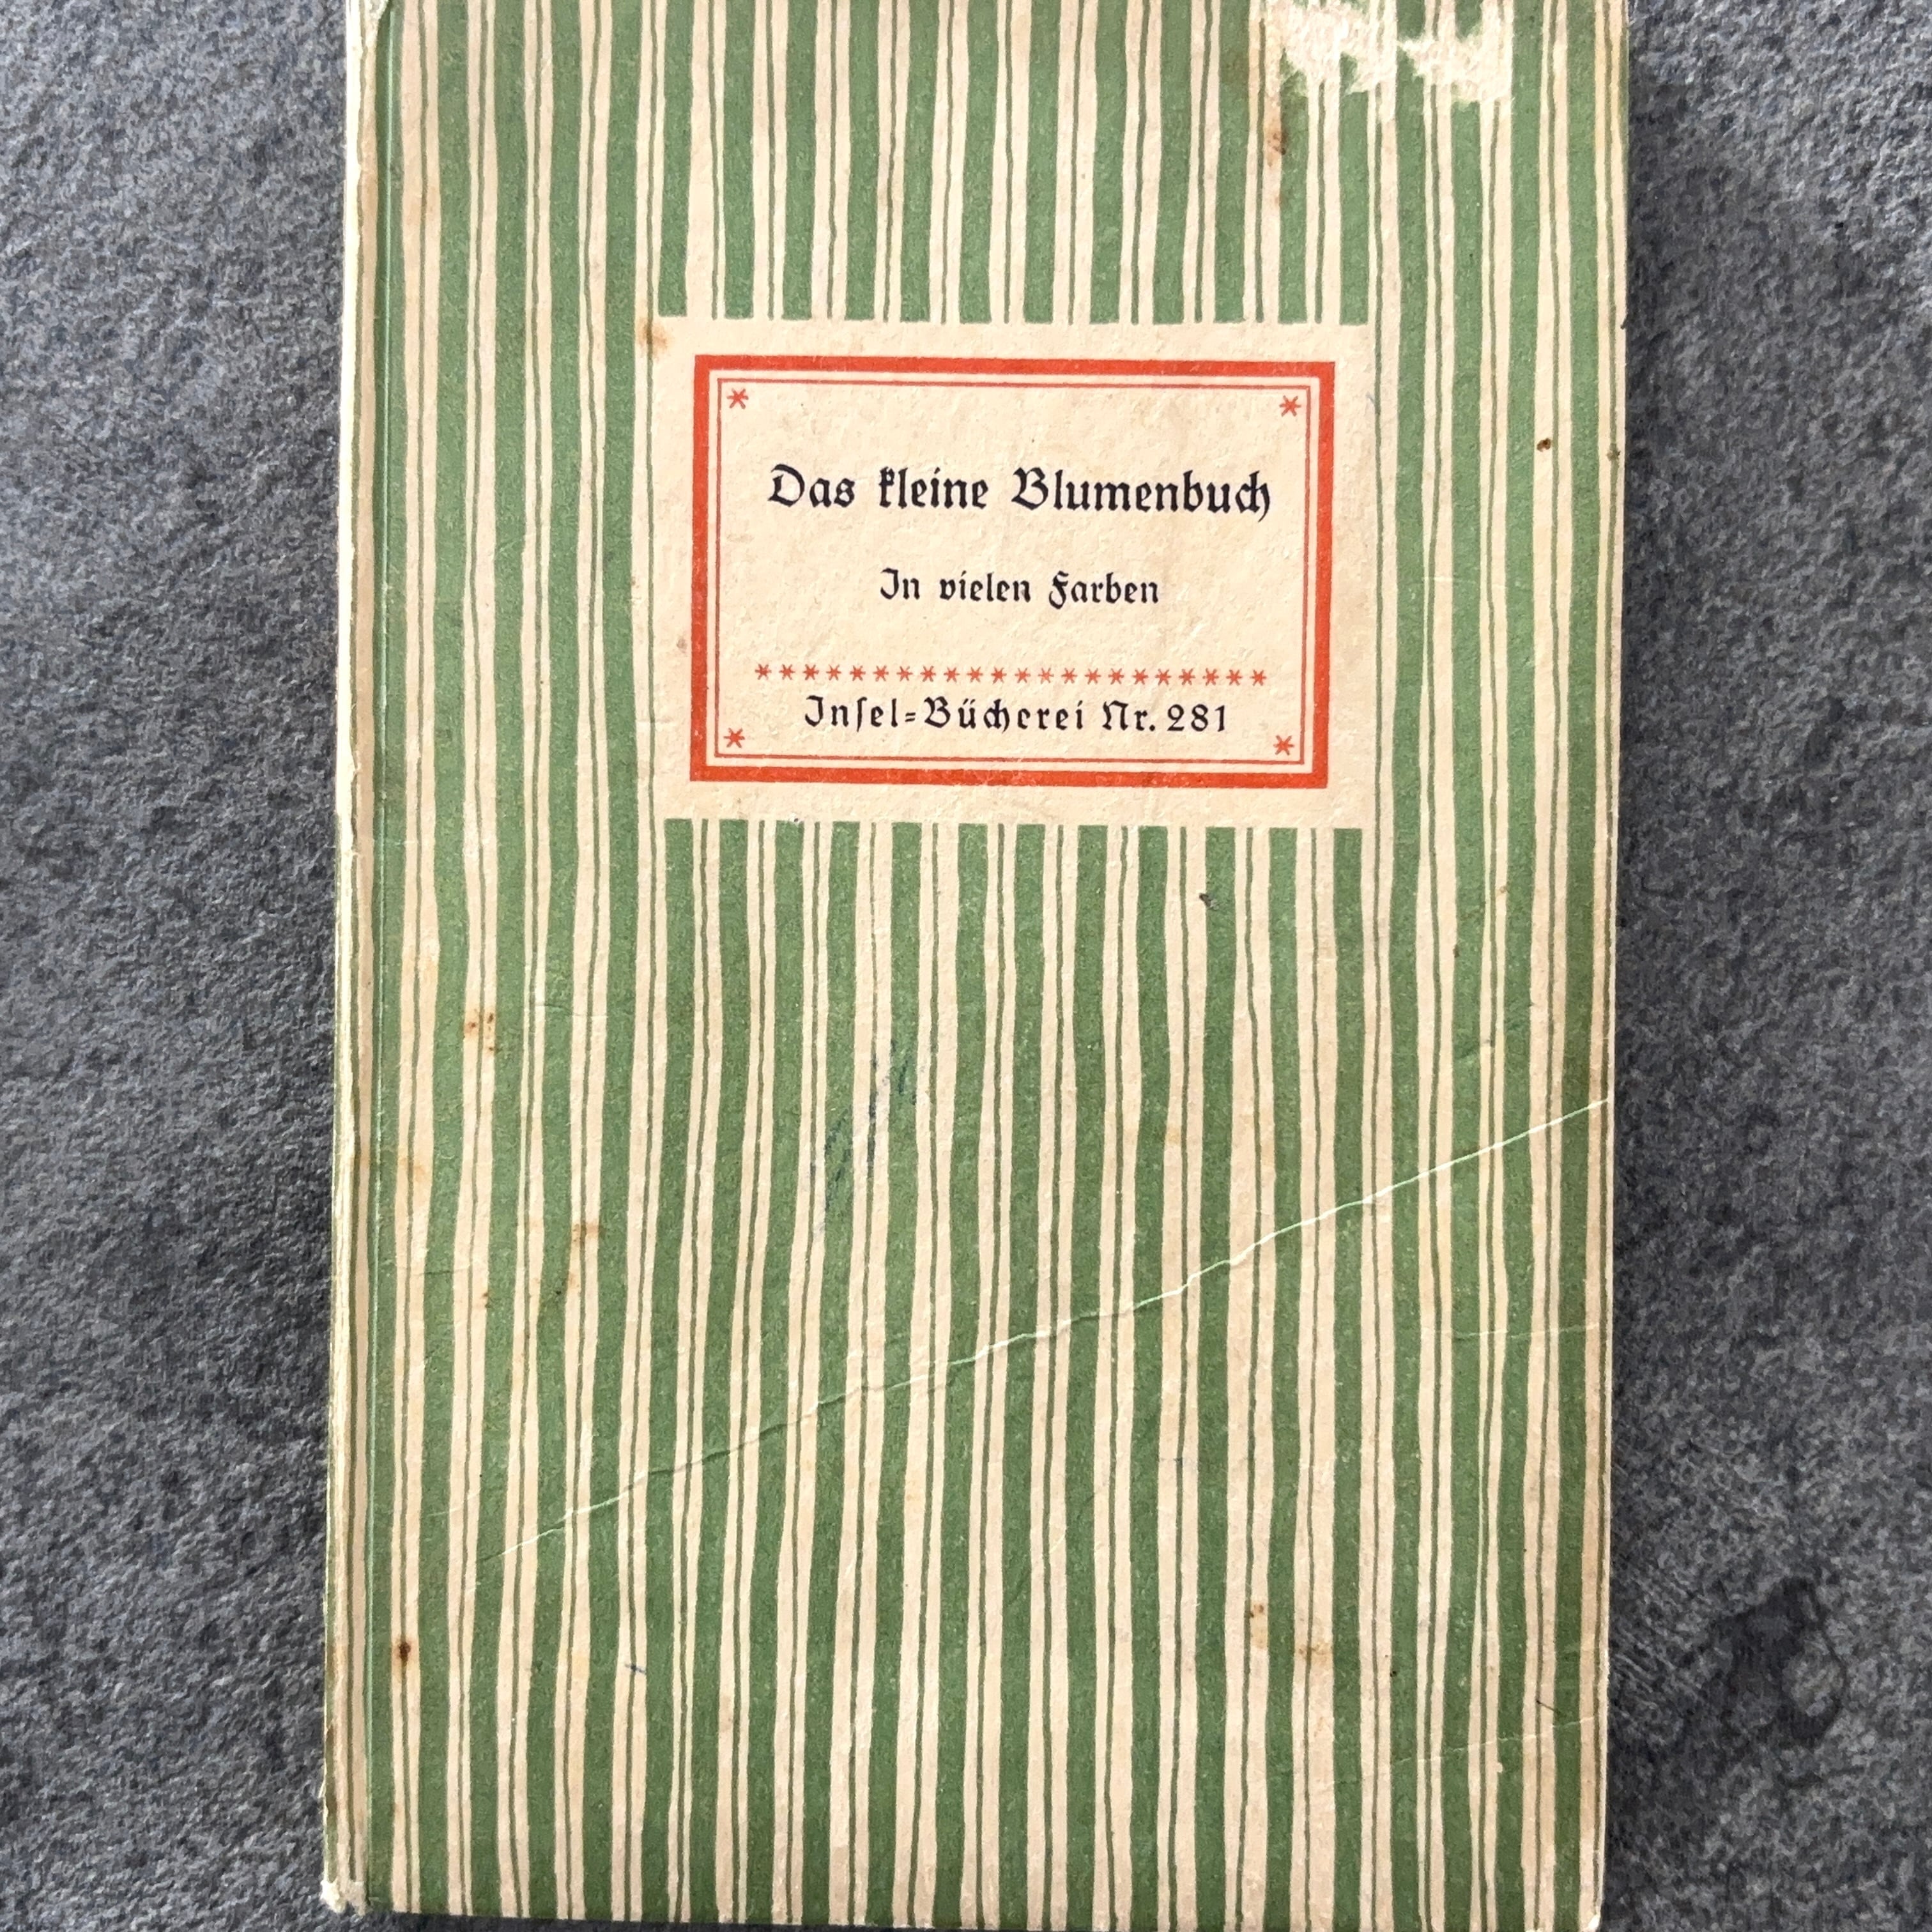 Das kleine Blumenbuch
In vielen Farben
*********************
Inſel=Bücherei Nr. 281